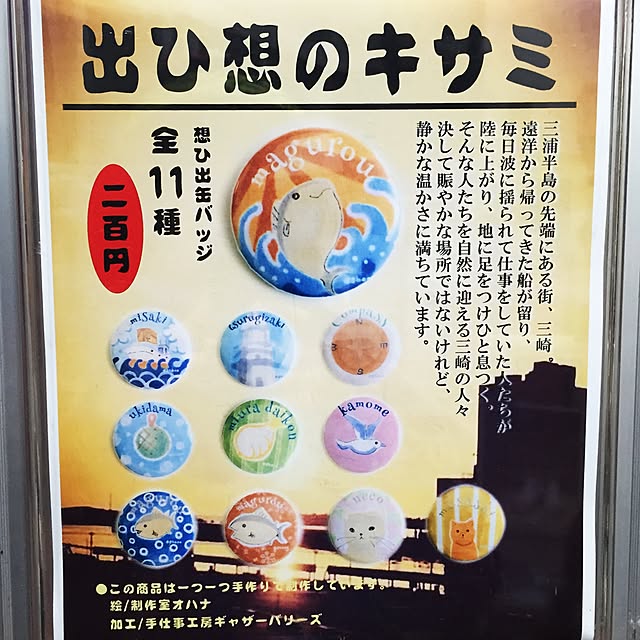 出ひ想のキサミ
三浦半島の先端にある街、三崎。
遠洋から帰ってきた船が留り、
毎日波に揺られて仕事をしていた人たちが
陸に上がり、地に足をつけひと息つく。
そんな人たちを自然に迎える三崎の人々
決して賑やかな場所ではないけれど、
静かな温かさに満ちています。
想ひ出缶バッジ
全11種
二百円
magurou
misaki
tsurugizaki
compass
N
E
S
W
ukidama
miura daikon
kamome
magurou
●この商品は一つ一つ手作りで制作しています。
絵/制作室オハナ
加工/手仕事工房ギャザーバリーズ